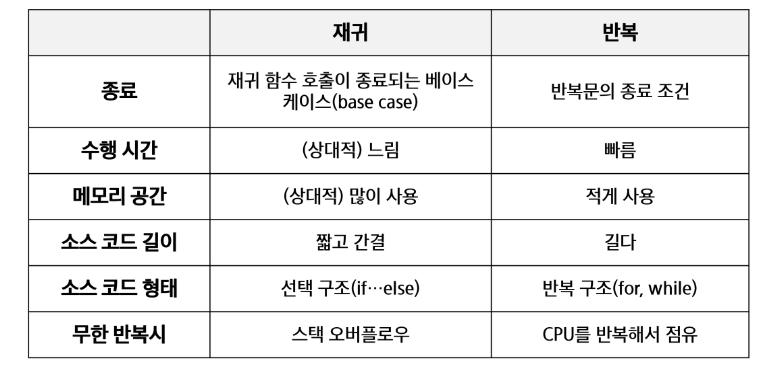 재귀 반복
종료 재귀 함수 호출이 종료되는 베이스 케이스(base case) 반복문의 종료 조건
수행 시간 (상대적) 느림 빠름
메모리 공간 (상대적) 많이 사용 적게 사용
소스 코드 길이 짧고 간결 길다
소스 코드 형태 선택 구조(if…else) 반복 구조(for, while)
무한 반복시 스택 오버플로우 CPU를 반복해서 점유